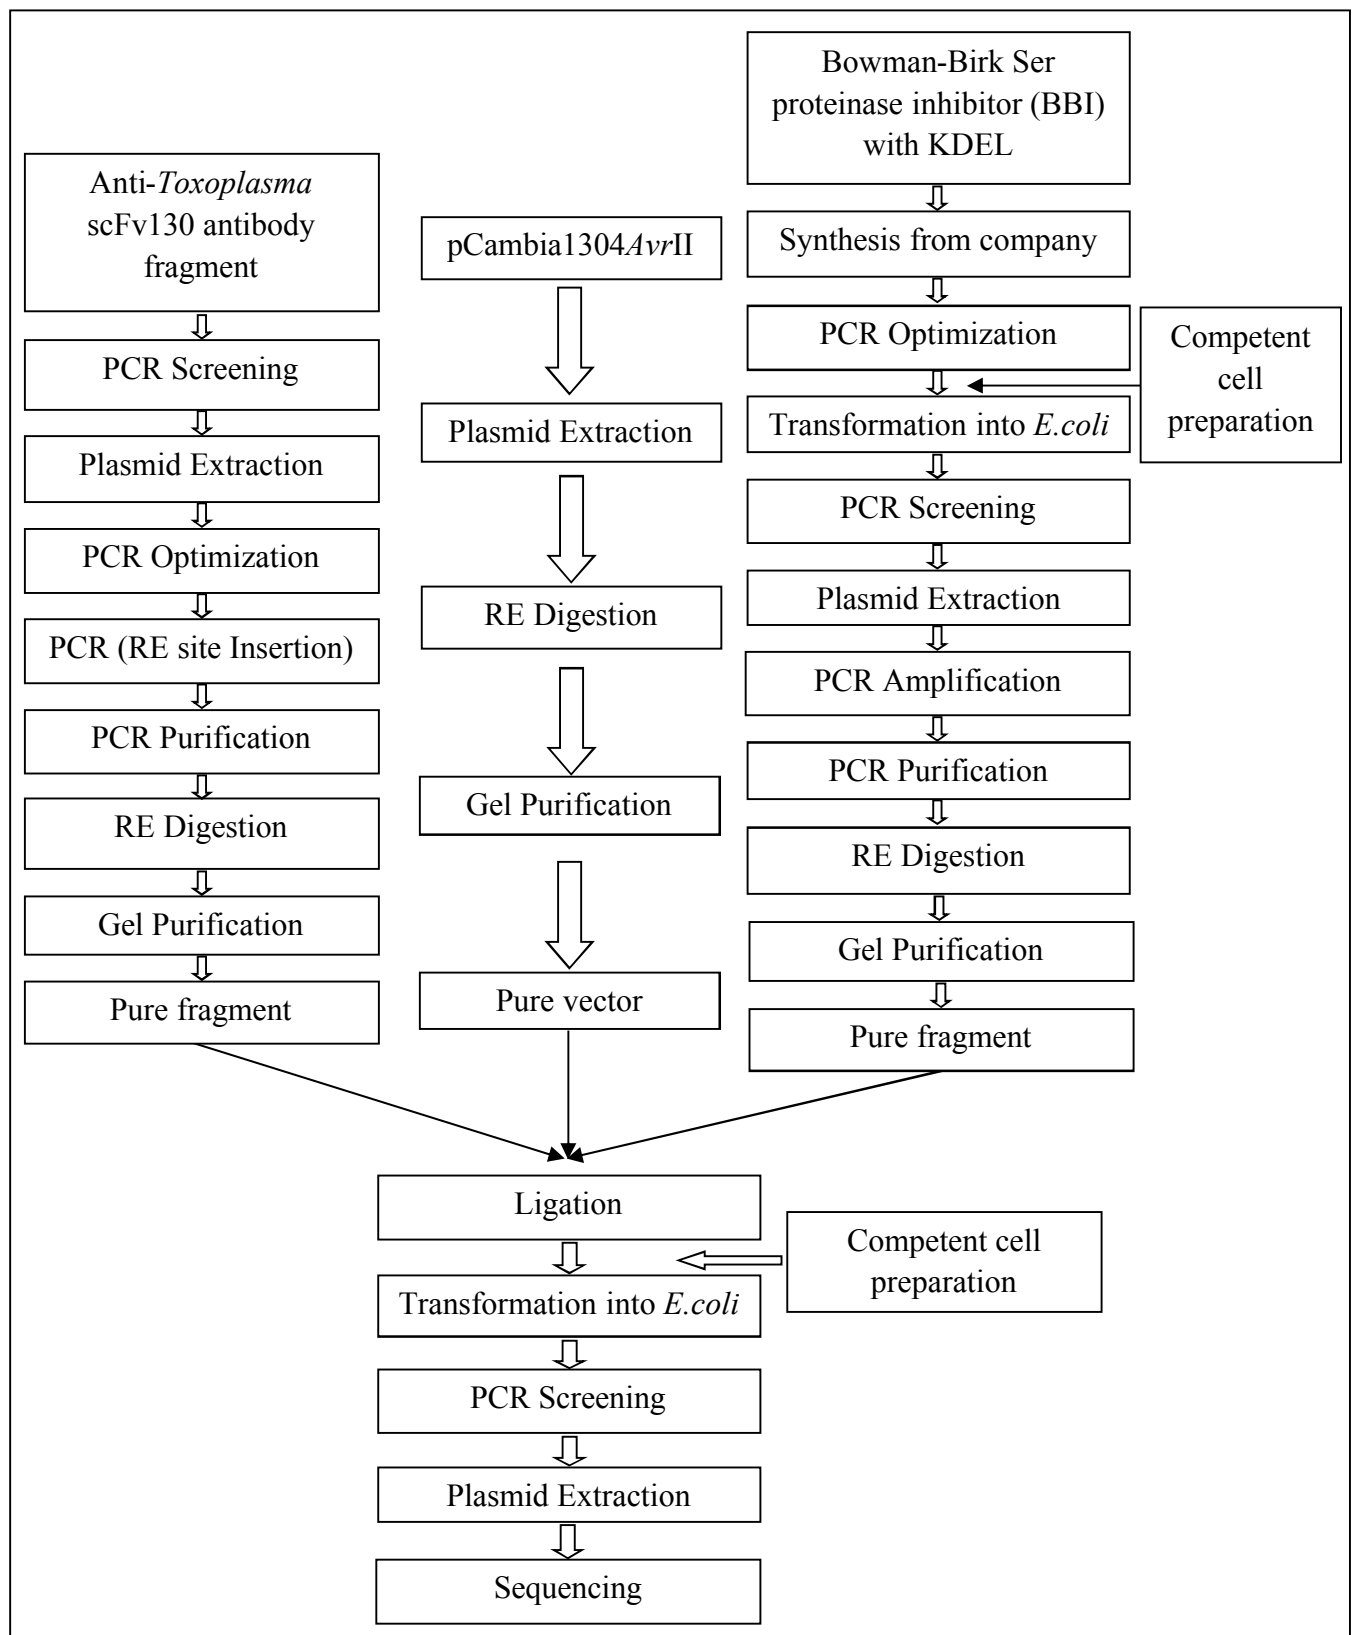 Anti-Toxoplasma
scFv130 antibody
fragment
PCR Screening
Plasmid Extraction
PCR Optimization
PCR (RE site Insertion)
PCR Purification
RE Digestion
Gel Purification
Pure fragment
pCambia1304AvrII
Plasmid Extraction
RE Digestion
Gel Purification
Pure vector
Bowman-Birk Ser
proteinase inhibitor (BBI)
with KDEL
Synthesis from company
PCR Optimization
Competent
cell
preparation
Transformation into E.coli
PCR Screening
Plasmid Extraction
PCR Amplification
PCR Purification
RE Digestion
Gel Purification
Pure fragment
Ligation
Competent cell
preparation
Transformation into E.coli
PCR Screening
Plasmid Extraction
Sequencing